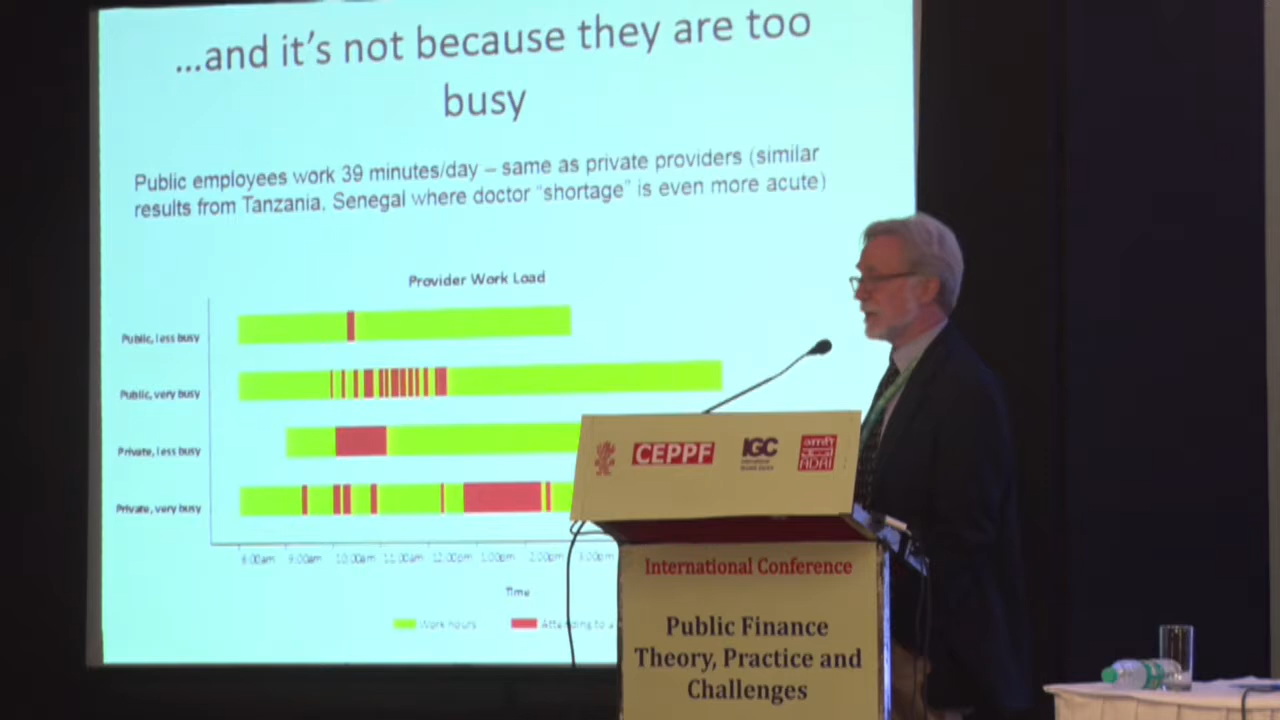 ...and it's not because they are too
busy
Public employees work 39 minutes/day – same as private providers (similar
results from Tanzania, Senegal where doctor "shortage" is even more acute)
Provider Work Load
Public, less busy
Public, very busy
Private, less busy
Private, very busy
8:00am 9:00am 10:00am 11:00am 12:00pm 1:00pm 2:00pm 3:00pm
Time
Work hours
to a
CEPPF
IGC
International Conference
Public Finance
Theory, Practice and
Challenges